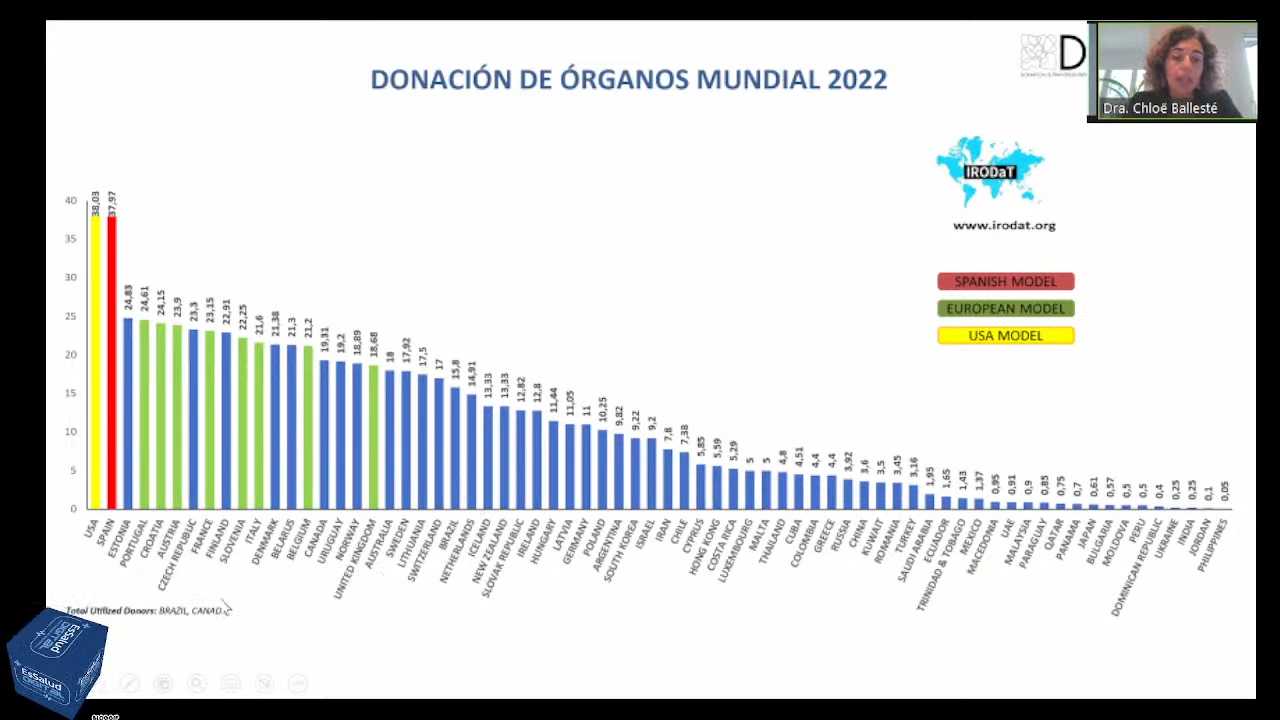 DONACIÓN DE ÓRGANOS MUNDIAL 2022
D
Dra. Chloë Ballesté
IRODaT
www.irodat.org
SPANISH MODEL
EUROPEAN MODEL
USA MODEL
40
35
30
25
20
15
10
5
0
38,03
37,97
24,83
24,61
24,15
23,9
23,3
23,15
22,91
22,25
21,6
21,38
21,3
21,2
19,31
19,2
18,89
18,68
18
17,92
17,5
17
15,8
14,91
13,33
13,33
12,82
12,8
11,44
11,05
11
10,25
9,82
9,22
9,2
7,8
7,38
5,85
5,59
5,29
5
5
4,8
4,51
4,4
4,4
3,92
3,6
3,5
3,45
3,16
1,95
1,65
1,43
1,37
0,95
0,91
0,9
0,85
0,75
0,7
0,61
0,57
0,5
0,5
0,4
0,25
0,25
0,1
0,05
USA
SPAIN
ESTONIA
PORTUGAL
CROATIA
AUSTRIA
CZECH REPUBLIC
FRANCE
FINLAND
SLOVENIA
ITALY
DENMARK
BELARUS
BELGIUM
CANADA
URUGUAY
NORWAY
UNITED KINGDOM
AUSTRALIA
SWEDEN
LITHUANIA
SWITZERLAND
BRAZIL
NETHERLANDS
ICELAND
NEW ZEALAND
SLOVAK REPUBLIC
IRELAND
HUNGARY
LATVIA
GERMANY
POLAND
ARGENTINA
SOUTH KOREA
ISRAEL
IRAN
CHILE
CYPRUS
HONG KONG
COSTA RICA
LUXEMBOURG
MALTA
THAILAND
CUBA
COLOMBIA
GREECE
RUSSIA
CHINA
KUWAIT
ROMANIA
TURKEY
SAUDI ARABIA
ECUADOR
TRINIDAD & TOBAGO
MEXICO
MACEDONIA
UAE
MALAYSIA
PARAGUAY
QATAR
PANAMA
JAPAN
BULGARIA
MOLDOVA
PERU
DOMINICAN REPUBLIC
UKRAINE
INDIA
JORDAN
PHILIPPINES
Total Utilized Donors: BRAZIL, CANAD
EsSalud
DIGITAL
EsSalud
DIGITAL